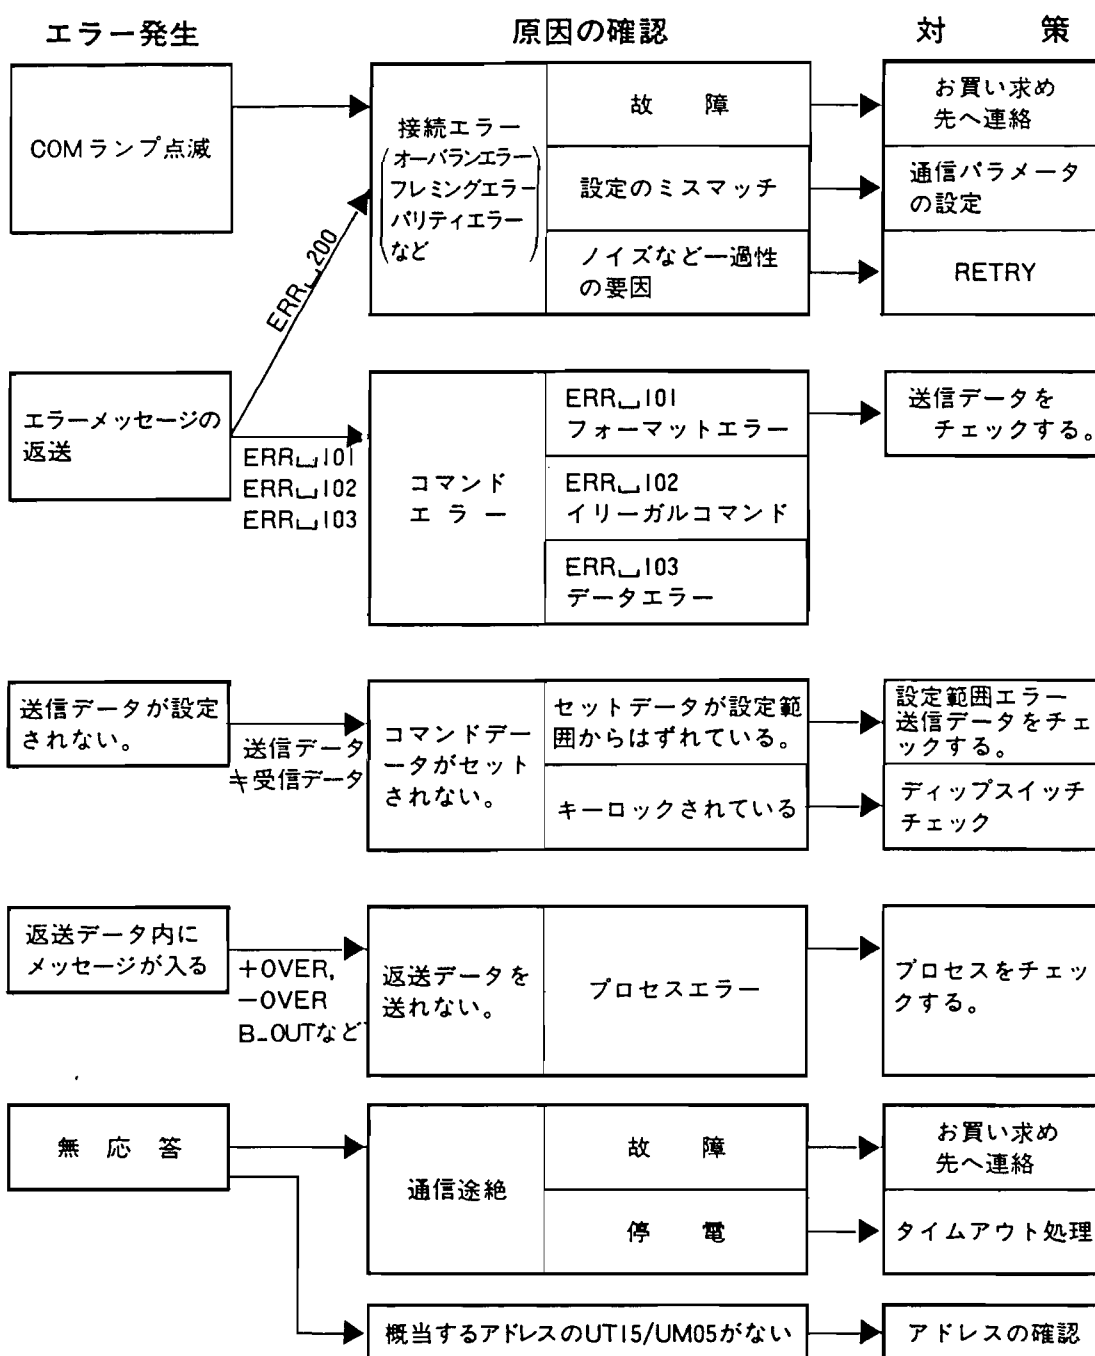 エラー発生
原因の確認
対 策
COMランプ点滅
接続エラー
(オーバランエラー
フレミングエラー
パリティエラー
など)
故 障
お買い求め
先へ連絡
設定のミスマッチ
通信パラメータ
の設定
ノイズなど一過性
の要因
RETRY
ERR␣200
エラーメッセージの
返送
ERR␣101
ERR␣102
ERR␣103
コマンド
エ ラ ー
ERR␣101
フォーマットエラー
送信データを
チェックする。
ERR␣102
イリーガルコマンド
ERR␣103
データエラー
送信データが設定
されない。
送信データ
キ受信データ
コマンドデー
ータがセット
されない。
セットデータが設定範
囲からはずれている。
設定範囲エラー
送信データをチェ
ックする。
キーロックされている
ディップスイッチ
チェック
返送データ内に
メッセージが入る
+OVER,
-OVER
B_OUTなど
返送データを
送れない。
プロセスエラー
プロセスをチェッ
クする。
無 応 答
通信途絶
故 障
お買い求め
先へ連絡
停 電
タイムアウト処理
概当するアドレスのUT15/UM05がない
アドレスの確認